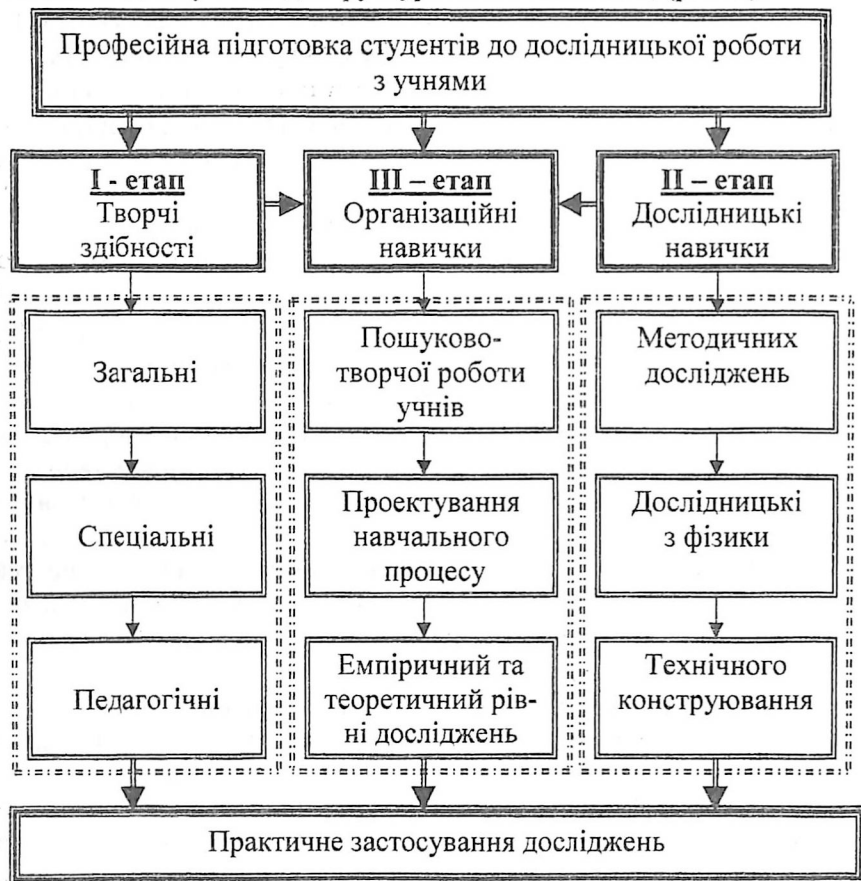 Професійна підготовка студентів до дослідницької роботи
з учнями
I - етап
Творчі
здібності
III – етап
Організаційні
навички
II – етап
Дослідницькі
навички
Загальні
Спеціальні
Педагогічні
Пошуково-
творчої роботи
учнів
Проектування
навчального
процесу
Емпіричний та
теоретичний рів-
ні досліджень
Методичних
досліджень
Дослідницькі
з фізики
Технічного
конструювання
Практичне застосування досліджень